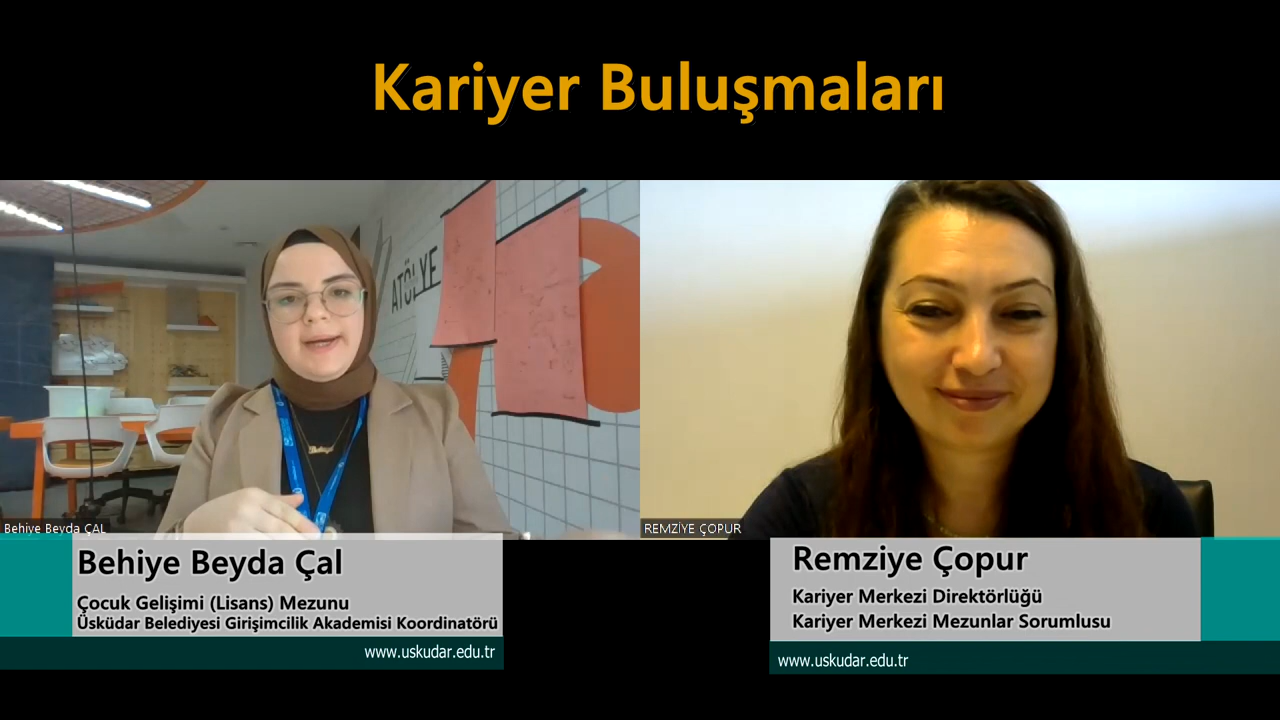 Kariyer Buluşmaları
ATÖLYE
Behiye Beyda ÇAL
REMZİYE ÇOPUR
Behiye Beyda Çal
Çocuk Gelişimi (Lisans) Mezunu
Üsküdar Belediyesi Girişimcilik Akademisi Koordinatörü
www.uskudar.edu.tr
Remziye Çopur
Kariyer Merkezi Direktörlüğü
Kariyer Merkezi Mezunlar Sorumlusu
www.uskudar.edu.tr